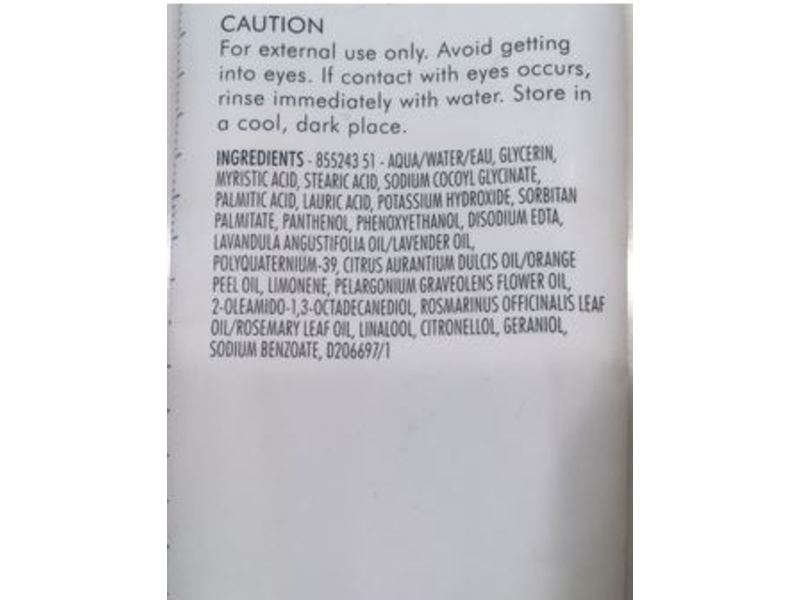 CAUTION
For external use only. Avoid getting
into eyes. If contact with eyes occurs,
rinse immediately with water. Store in
a cool, dark place.
INGREDIENTS - 855243 51 - AQUA/WATER/EAU, GLYCERIN,
MYRISTIC ACID, STEARIC ACID, SODIUM COCOYL GLYCINATE,
PALMITIC ACID, LAURIC ACID, POTASSIUM HYDROXIDE, SORBITAN
PALMITATE, PANTHENOL, PHENOXYETHANOL, DISODIUM EDTA,
LAVANDULA ANGUSTIFOLIA OIL/LAVENDER OIL,
POLYQUATERNIUM-39, CITRUS AURANTIUM DULCIS OIL/ORANGE
PEEL OIL, LIMONENE, PELARGONIUM GRAVEOLENS FLOWER OIL,
2-OLEAMIDO-1,3-OCTADECANEDIOL, ROSMARINUS OFFICINALIS LEAF
OIL/ROSEMARY LEAF OIL, LINALOOL, CITRONELLOL, GERANIOL,
SODIUM BENZOATE, D206697/1